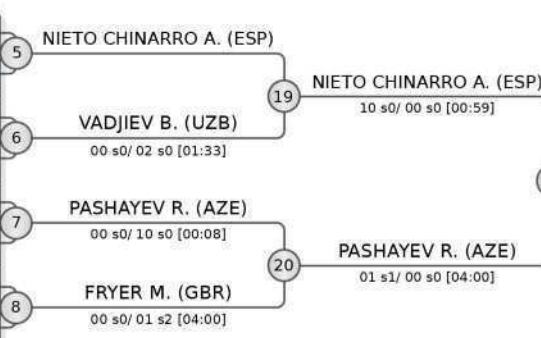 5
NIETO CHINARRO A. (ESP)
19
NIETO CHINARRO A. (ESP)
10 s0/ 00 s0 [00:59]
6
VADJIEV B. (UZB)
00 s0/ 02 s0 [01:33]
7
PASHAYEV R. (AZE)
00 s0/ 10 s0 [00:08]
20
PASHAYEV R. (AZE)
01 s1/ 00 s0 [04:00]
8
FRYER M. (GBR)
00 s0/ 01 s2 [04:00]